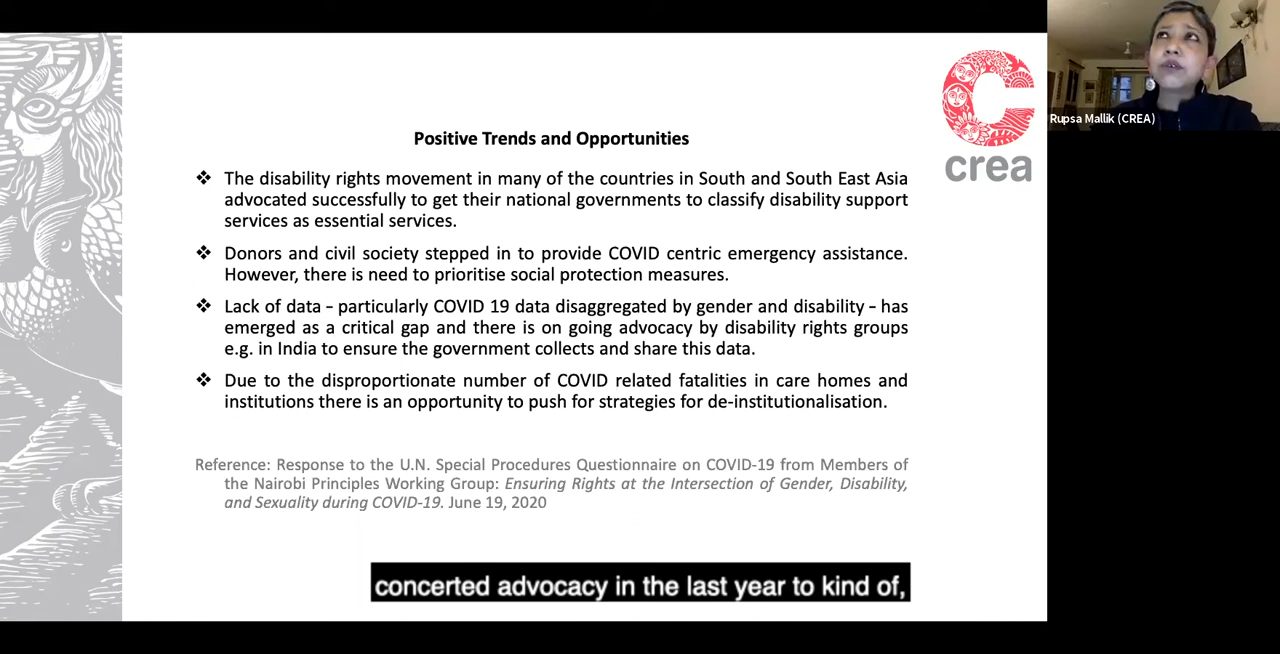 Positive Trends and Opportunities
❖ The disability rights movement in many of the countries in South and South East Asia
advocated successfully to get their national governments to classify disability support
services as essential services.
❖ Donors and civil society stepped in to provide COVID centric emergency assistance.
However, there is need to prioritise social protection measures.
❖ Lack of data - particularly COVID 19 data disaggregated by gender and disability - has
emerged as a critical gap and there is on going advocacy by disability rights groups
e.g. in India to ensure the government collects and share this data.
❖ Due to the disproportionate number of COVID related fatalities in care homes and
institutions there is an opportunity to push for strategies for de-institutionalisation.
Reference: Response to the U.N. Special Procedures Questionnaire on COVID-19 from Members of
the Nairobi Principles Working Group: Ensuring Rights at the Intersection of Gender, Disability,
and Sexuality during COVID-19. June 19, 2020
crea
Rupsa Mallik (CREA)
concerted advocacy in the last year to kind of,